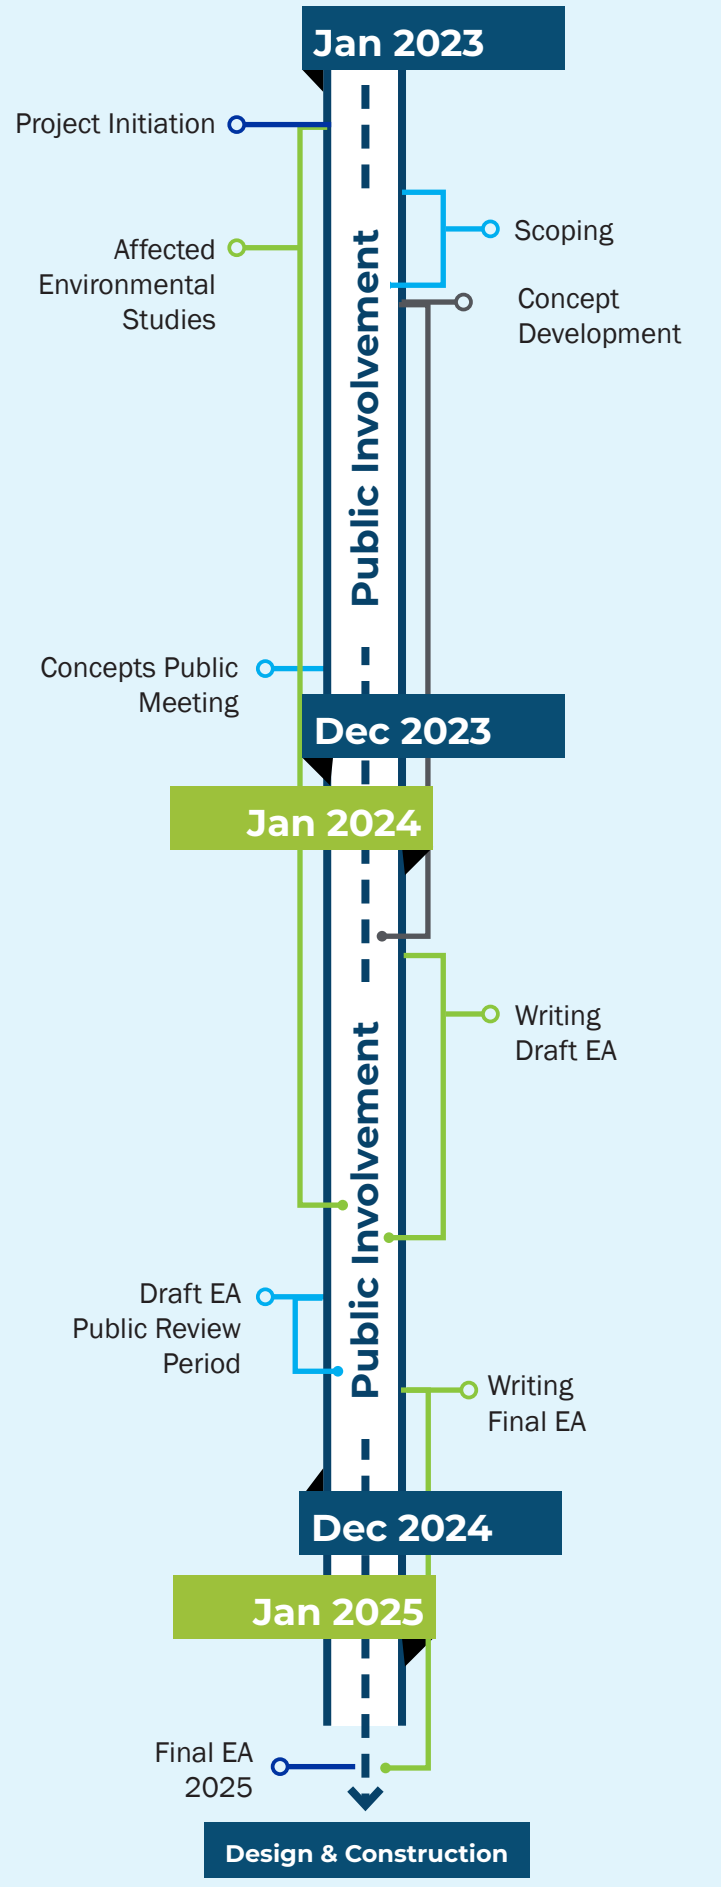 Jan 2023
Project Initiation
Scoping
Affected
Environmental
Studies
Concept
Development
Public Involvement
Concepts Public
Meeting
Dec 2023
Jan 2024
Writing
Draft EA
Public Involvement
Draft EA
Public Review
Period
Writing
Final EA
Dec 2024
Jan 2025
Final EA
2025
Design & Construction